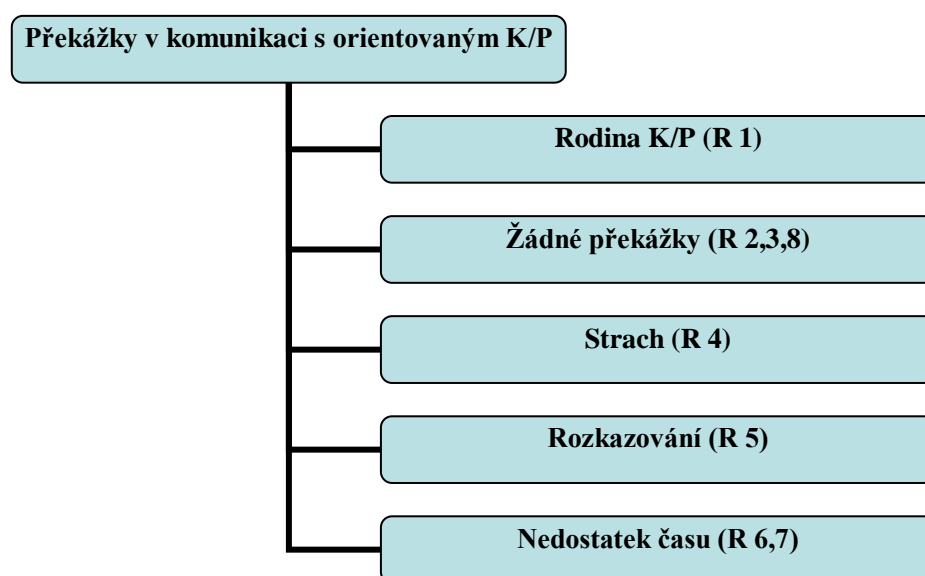 Překážky v komunikaci s orientovaným K/P
Rodina K/P (R 1)
Žádné překážky (R 2,3,8)
Strach (R 4)
Rozkazování (R 5)
Nedostatek času (R 6,7)